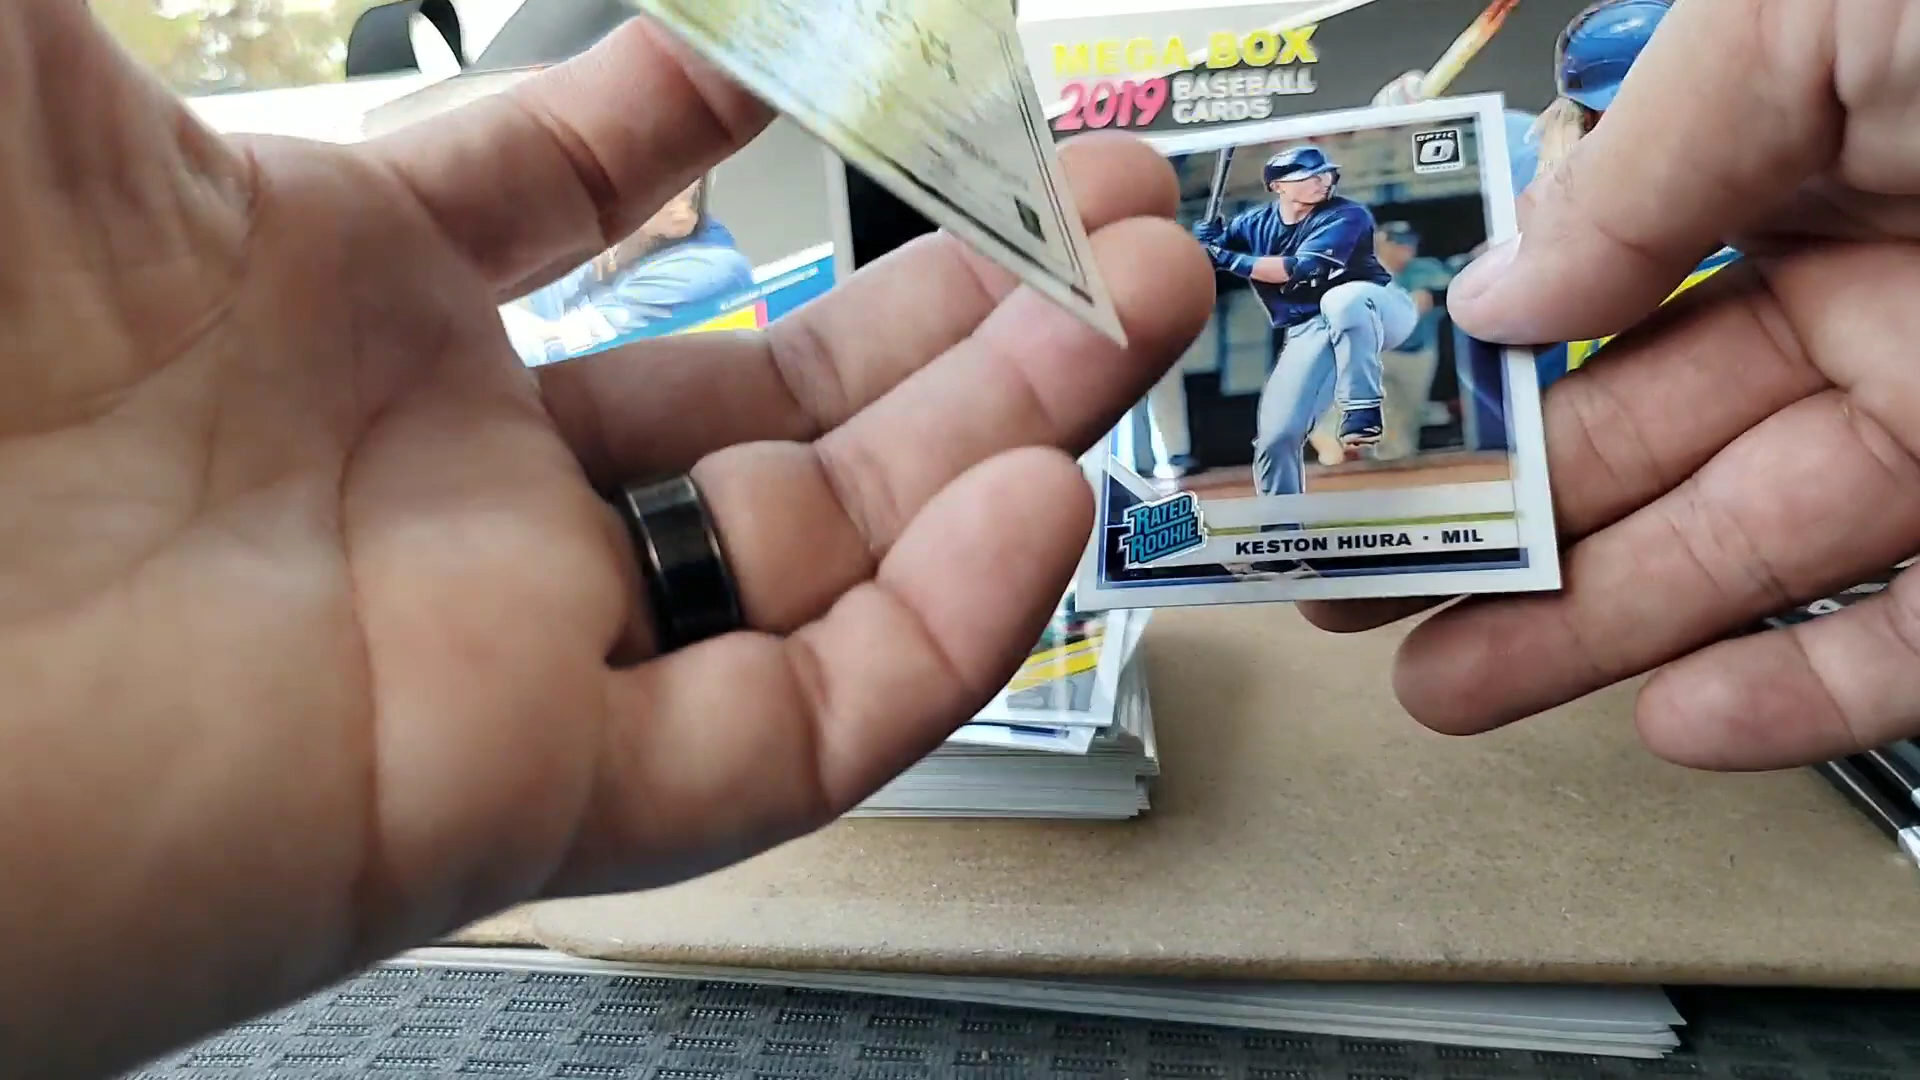 MEGA BOX
2019 BASEBALL
CARDS
OPTIC
RATED
ROOKIE
KESTON HIURA · MIL